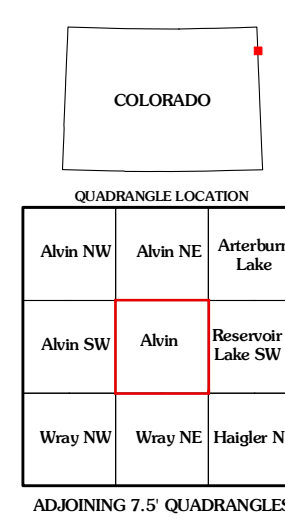 COLORADO
QUADRANGLE LOCATION
Alvin NW Alvin NE Arterburn
Lake
Alvin SW Alvin Reservoir
Lake SW
Wray NW Wray NE Haigler N
ADJOINING 7.5' QUADRANGLES